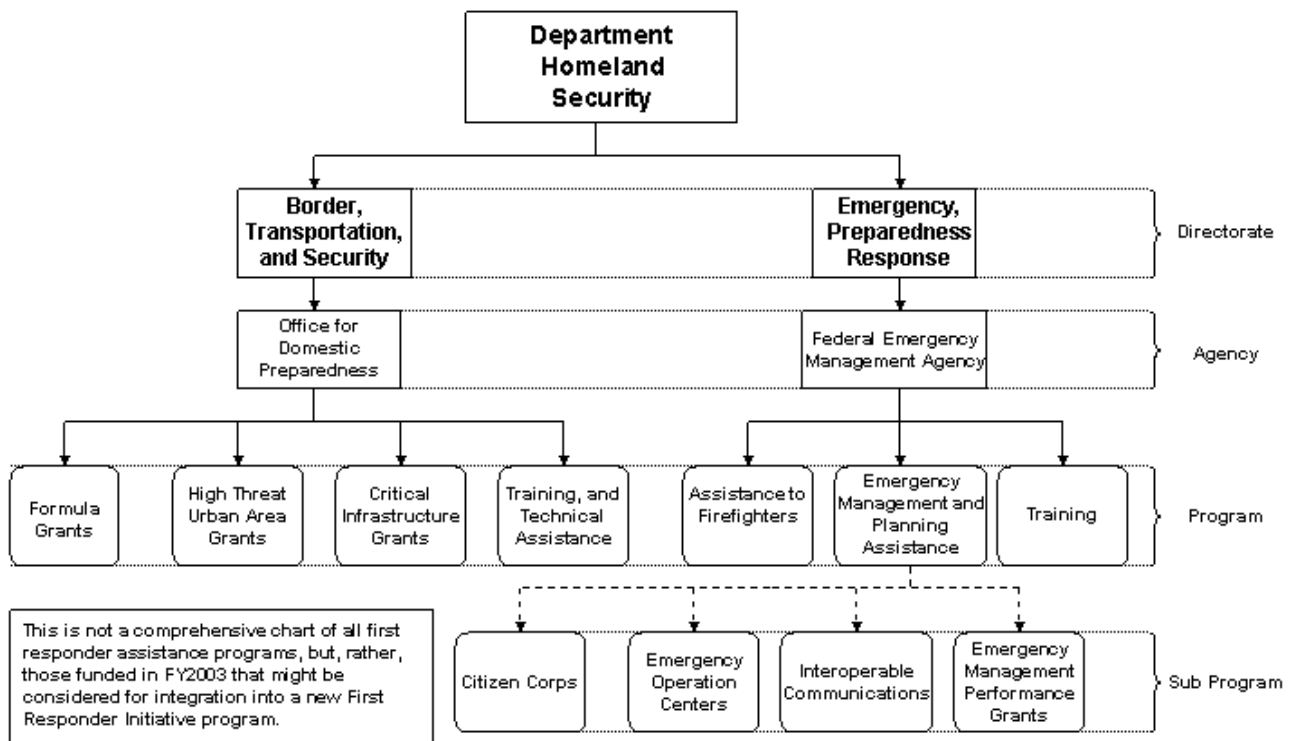 Department
Homeland
Security
Border,
Transportation,
and Security
Emergency,
Preparedness
Response
Directorate
Office for
Domestic
Preparedness
Federal Emergency
Management Agency
Agency
Formula
Grants
High Threat
Urban Area
Grants
Critical
Infrastructure
Grants
Training, and
Technical
Assistance
Assistance to
Firefighters
Emergency
Management and
Planning
Assistance
Training
Program
This is not a comprehensive chart of all first
responder assistance programs, but, rather,
those funded in FY2003 that might be
considered for integration into a new First
Responder Initiative program.
Citizen Corps
Emergency
Operation
Centers
Interoperable
Communications
Emergency
Management
Performance
Grants
Sub Program